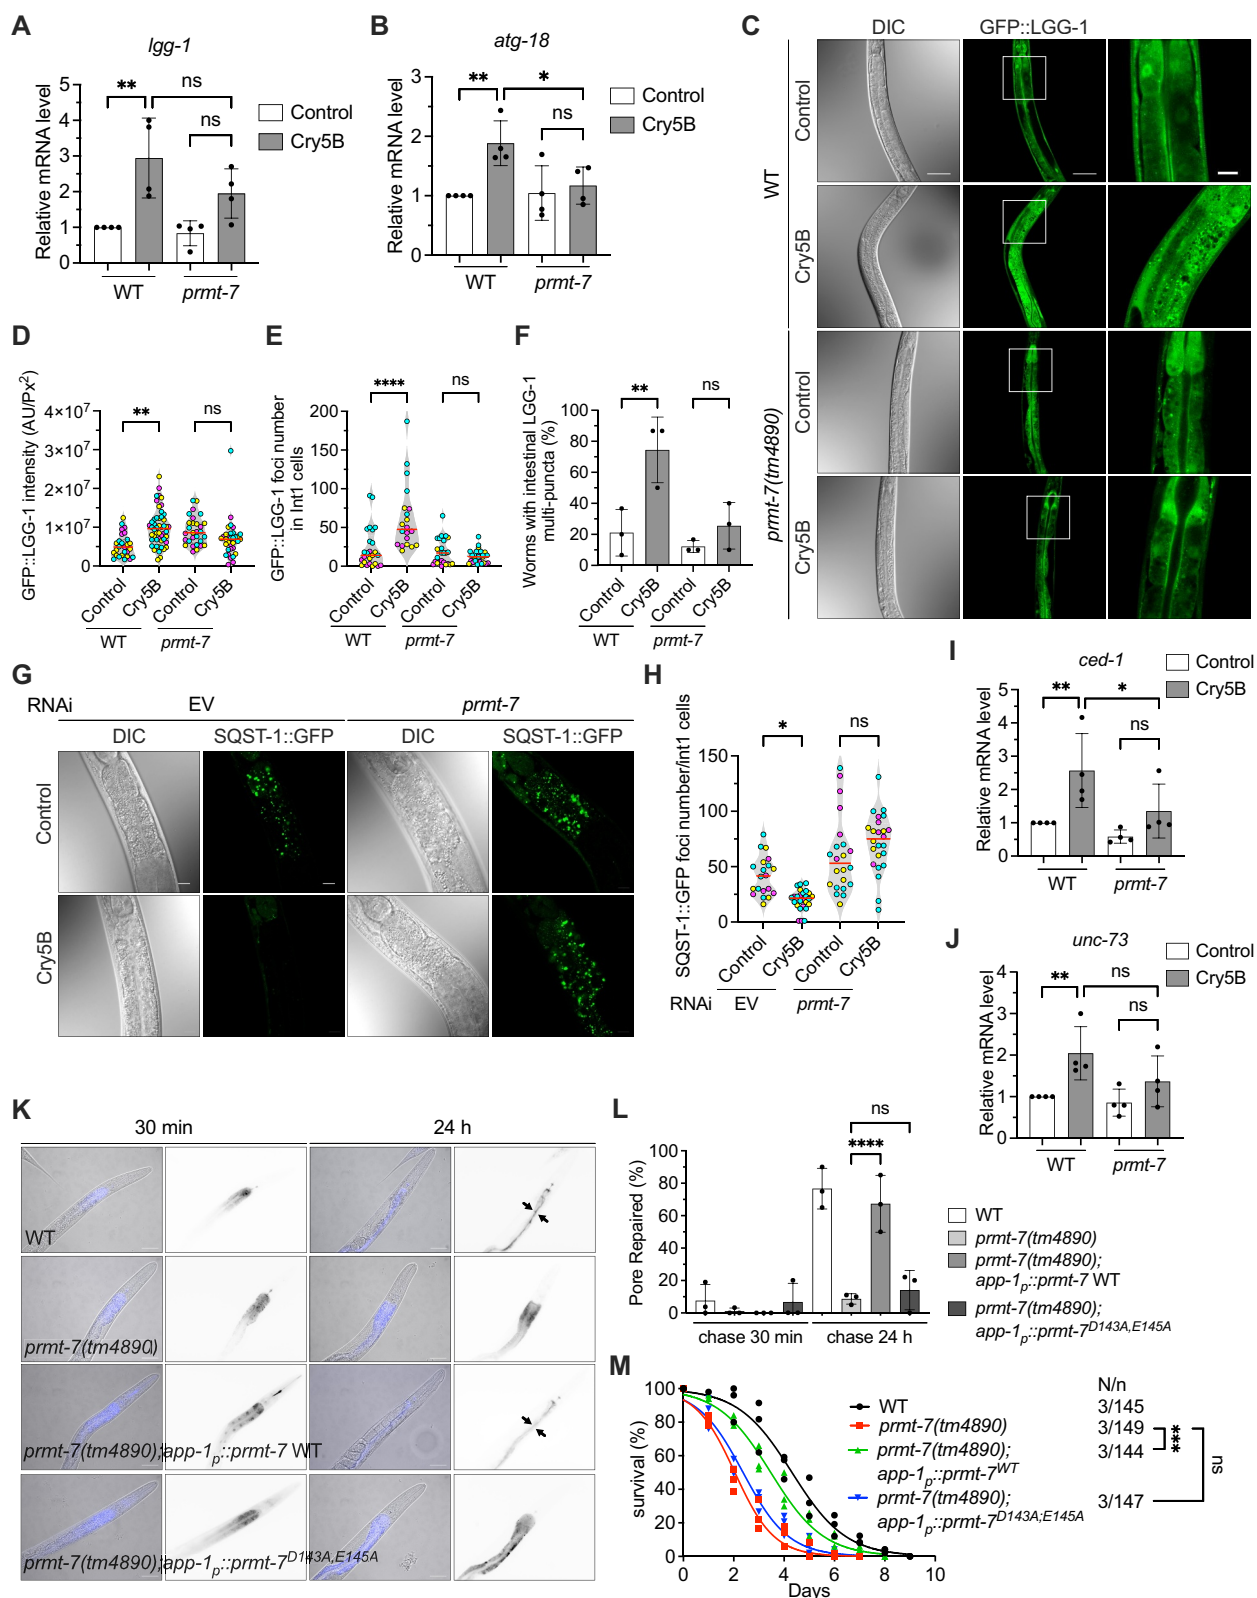 A
lgg-1
Relative mRNA level
5
4
3
2
1
0
**
ns
ns
WT
prmt-7
Control
Cry5B
B
atg-18
Relative mRNA level
3
2
1
0
**
*
ns
WT
prmt-7
Control
Cry5B
C
DIC
GFP::LGG-1
WT
Control
Cry5B
prmt-7(tm4890)
Control
Cry5B
D
GFP::LGG-1 intensity (AU/Px²)
4×10⁷
3×10⁷
2×10⁷
1×10⁷
0
**
ns
Control
Cry5B
Control
Cry5B
WT
prmt-7
E
GFP::LGG-1 foci number
in Int1 cells
200
150
100
50
0
****
ns
Control
Cry5B
Control
Cry5B
WT
prmt-7
F
Worms with intestinal LGG-1
multi-puncta (%)
100
80
60
40
20
0
**
ns
Control
Cry5B
Control
Cry5B
WT
prmt-7
G
RNAi
EV
prmt-7
DIC
SQST-1::GFP
DIC
SQST-1::GFP
Control
Cry5B
H
SQST-1::GFP foci number/int1 cells
150
100
50
0
*
ns
Control
Cry5B
Control
Cry5B
RNAi
EV
prmt-7
I
ced-1
Relative mRNA level
5
4
3
2
1
0
**
*
ns
WT
prmt-7
Control
Cry5B
J
unc-73
Relative mRNA level
4
3
2
1
0
**
ns
ns
WT
prmt-7
Control
Cry5B
K
30 min
24 h
WT
prmt-7(tm4890)
prmt-7(tm4890);app-1p::prmt-7 WT
prmt-7(tm4890);app-1p::prmt-7D143A,E145A
L
Pore Repaired (%)
100
80
60
40
20
0
ns
****
chase 30 min
chase 24 h
WT
prmt-7(tm4890)
prmt-7(tm4890);
app-1p::prmt-7 WT
prmt-7(tm4890);
app-1p::prmt-7D143A,E145A
M
survival (%)
100
80
60
40
20
0
0
2
4
6
8
10
Days
N/n
WT
3/145
prmt-7(tm4890)
3/149
prmt-7(tm4890);
app-1p::prmt-7WT
3/144
prmt-7(tm4890);
app-1p::prmt-7D143A;E145A
3/147
***
ns